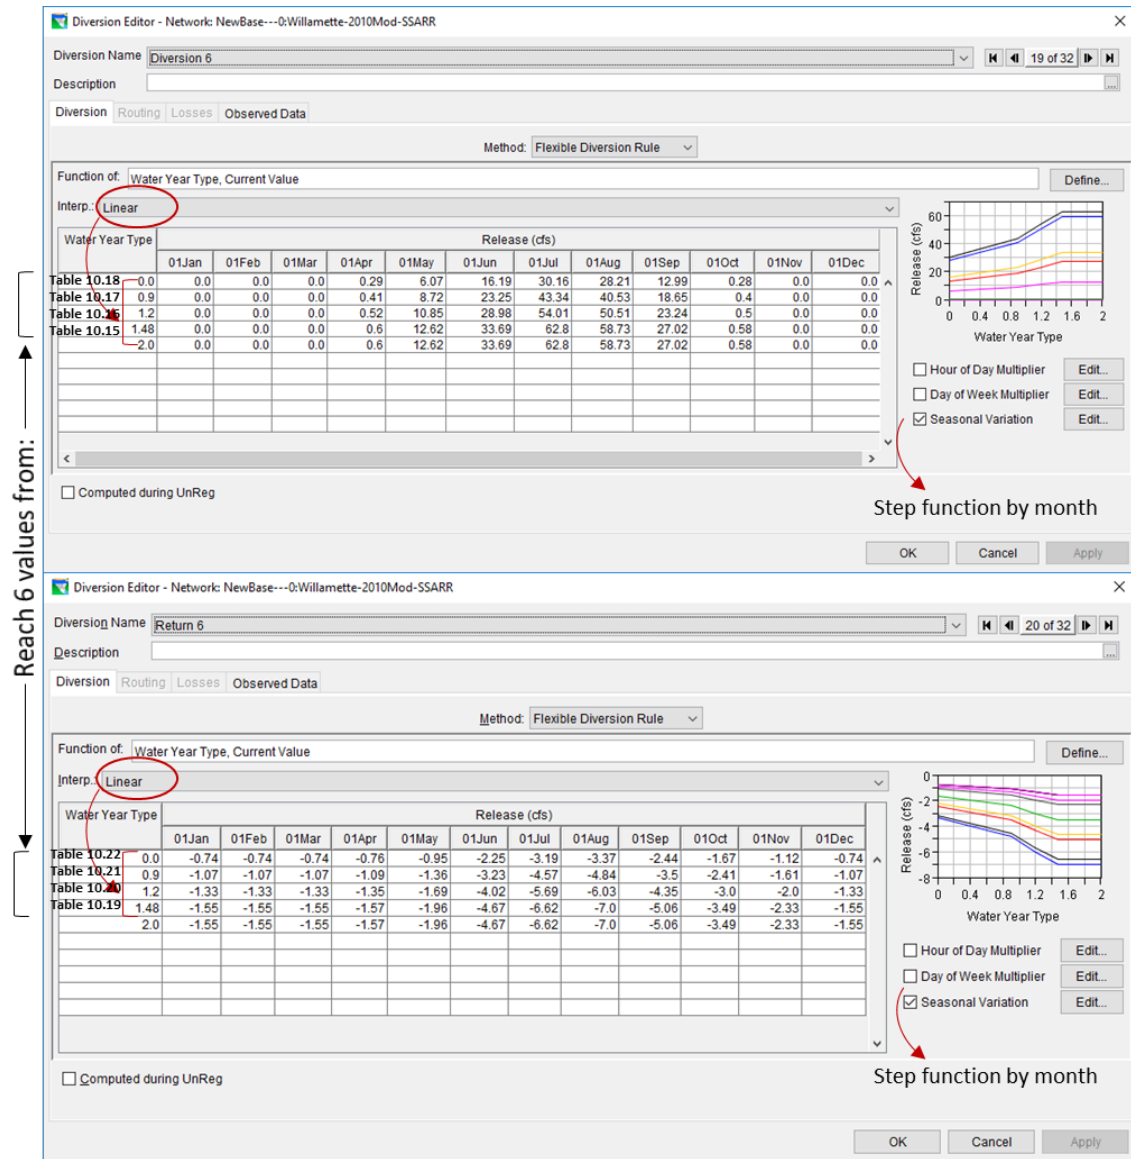 Diversion Editor - Network: NewBase---0:Willamette-2010Mod-SSARR
Diversion Name Diversion 6 19 of 32
Description ...
Diversion Routing Losses Observed Data
Method: Flexible Diversion Rule
Function of: Water Year Type, Current Value Define...
Interp.: Linear
Water Year Type Release (cfs)
01Jan 01Feb 01Mar 01Apr 01May 01Jun 01Jul 01Aug 01Sep 01Oct 01Nov 01Dec
Table 10.18 0.0 0.0 0.0 0.0 0.29 6.07 16.19 30.16 28.21 12.99 0.28 0.0 0.0
Table 10.17 0.9 0.0 0.0 0.0 0.41 8.72 23.25 43.34 40.53 18.65 0.4 0.0 0.0
Table 10.16 1.2 0.0 0.0 0.0 0.52 10.85 28.98 54.01 50.51 23.24 0.5 0.0 0.0
Table 10.15 1.48 0.0 0.0 0.0 0.6 12.62 33.69 62.8 58.73 27.02 0.58 0.0 0.0
2.0 0.0 0.0 0.0 0.6 12.62 33.69 62.8 58.73 27.02 0.58 0.0 0.0
Release (cfs)
60
40
20
0
0 0.4 0.8 1.2 1.6 2
Water Year Type
Hour of Day Multiplier Edit...
Day of Week Multiplier Edit...
Seasonal Variation Edit...
Computed during UnReg
Step function by month
OK Cancel Apply
Reach 6 values from:
Diversion Editor - Network: NewBase---0:Willamette-2010Mod-SSARR
Diversion Name Return 6 20 of 32
Description ...
Diversion Routing Losses Observed Data
Method: Flexible Diversion Rule
Function of: Water Year Type, Current Value Define...
Interp.: Linear
Water Year Type Release (cfs)
01Jan 01Feb 01Mar 01Apr 01May 01Jun 01Jul 01Aug 01Sep 01Oct 01Nov 01Dec
Table 10.22 0.0 -0.74 -0.74 -0.74 -0.76 -0.95 -2.25 -3.19 -3.37 -2.44 -1.67 -1.12 -0.74
Table 10.21 0.9 -1.07 -1.07 -1.07 -1.09 -1.36 -3.23 -4.57 -4.84 -3.5 -2.41 -1.61 -1.07
Table 10.20 1.2 -1.33 -1.33 -1.33 -1.35 -1.69 -4.02 -5.69 -6.03 -4.35 -3.0 -2.0 -1.33
Table 10.19 1.48 -1.55 -1.55 -1.55 -1.57 -1.96 -4.67 -6.62 -7.0 -5.06 -3.49 -2.33 -1.55
2.0 -1.55 -1.55 -1.55 -1.57 -1.96 -4.67 -6.62 -7.0 -5.06 -3.49 -2.33 -1.55
Release (cfs)
0
-2
-4
-6
-8
0 0.4 0.8 1.2 1.6 2
Water Year Type
Hour of Day Multiplier Edit...
Day of Week Multiplier Edit...
Seasonal Variation Edit...
Computed during UnReg
Step function by month
OK Cancel Apply